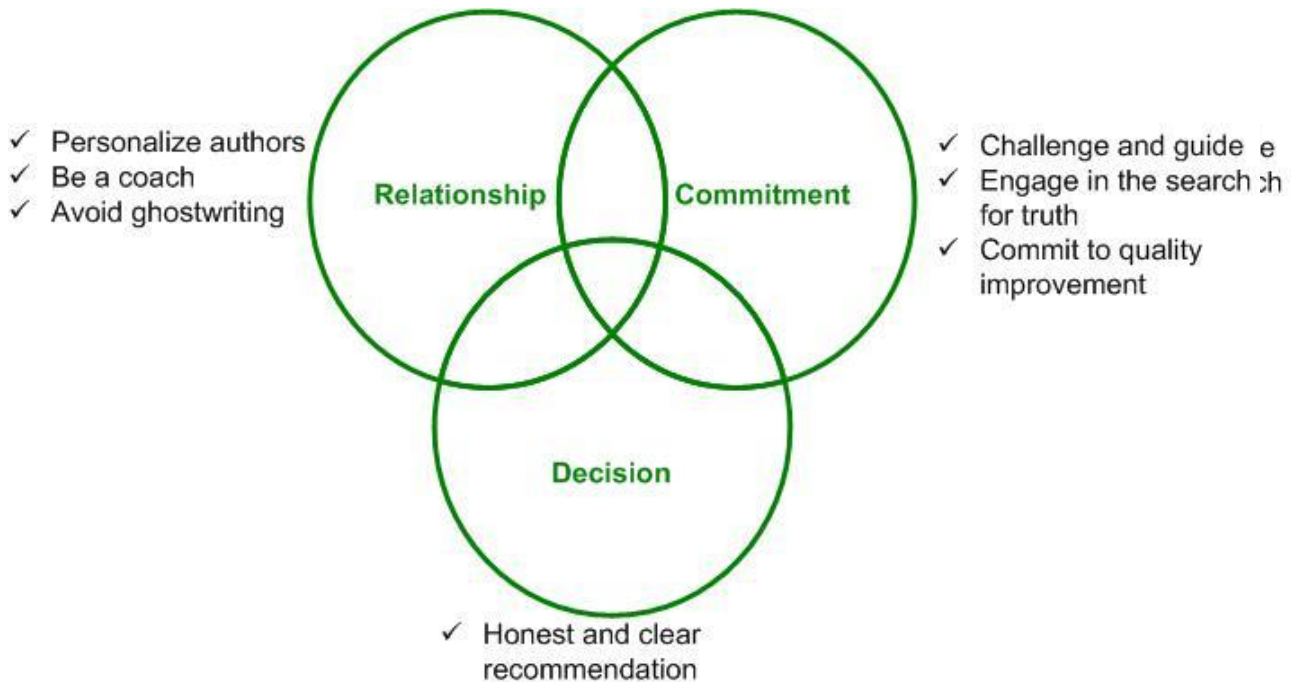 ✓ Personalize authors
✓ Be a coach
✓ Avoid ghostwriting
Relationship
Commitment
✓ Challenge and guide e
✓ Engage in the search :h
for truth
✓ Commit to quality
improvement
Decision
✓ Honest and clear
recommendation